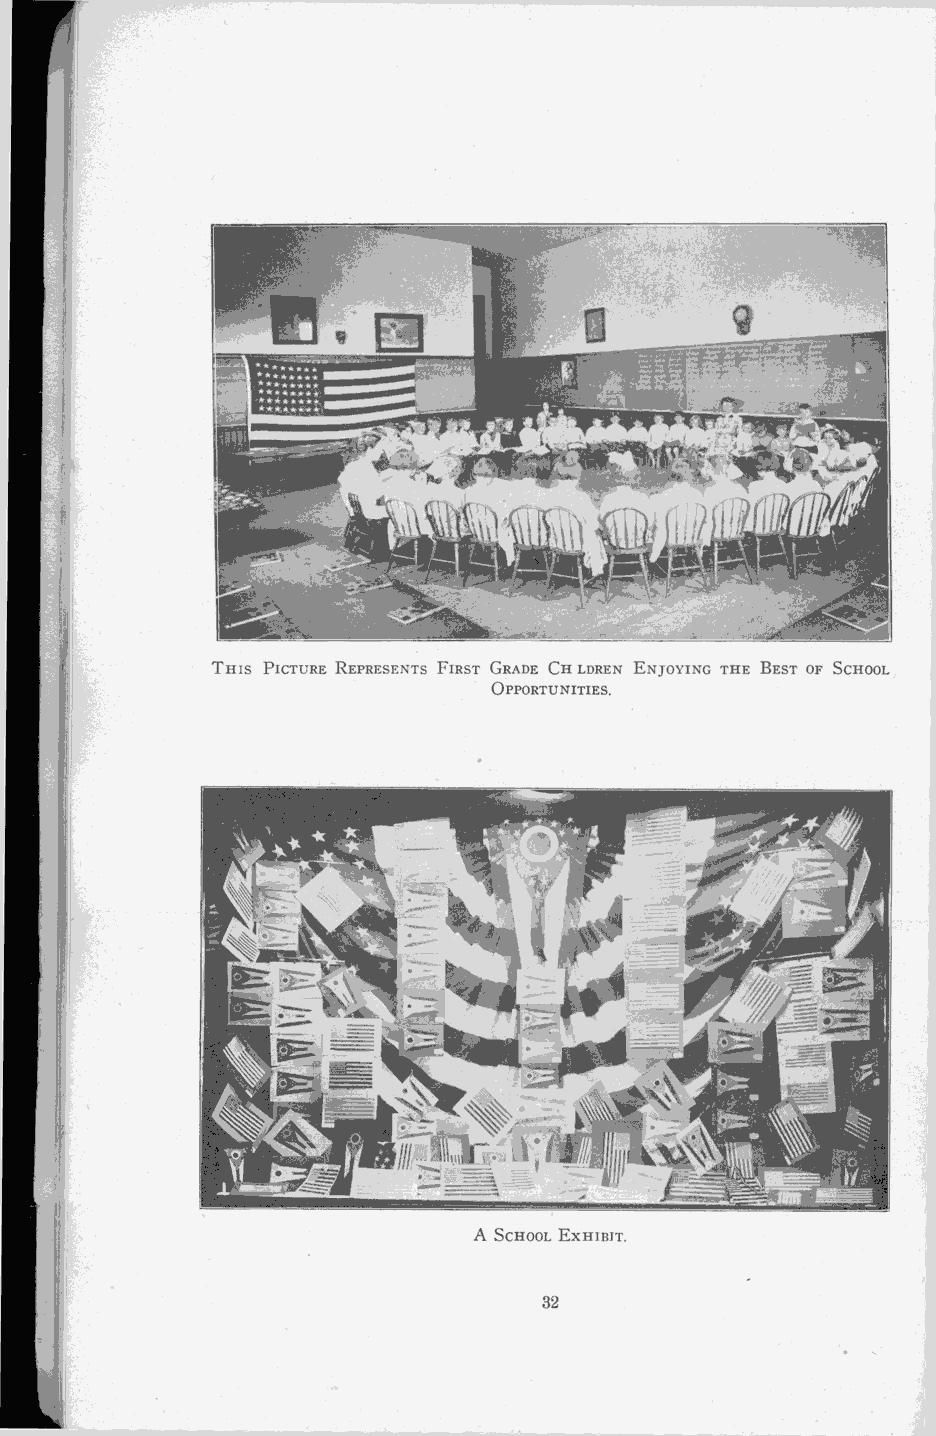 This Picture Represents First Grade Ch ldren Enjoying the Best of School
Opportunities.
A School Exhibit.
32